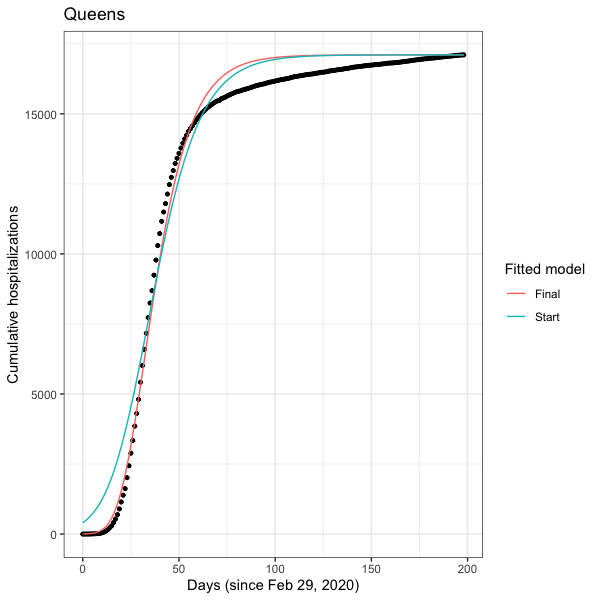 Queens
Cumulative hospitalizations
15000
10000
5000
0
0 50 100 150 200
Days (since Feb 29, 2020)
Fitted model
Final
Start